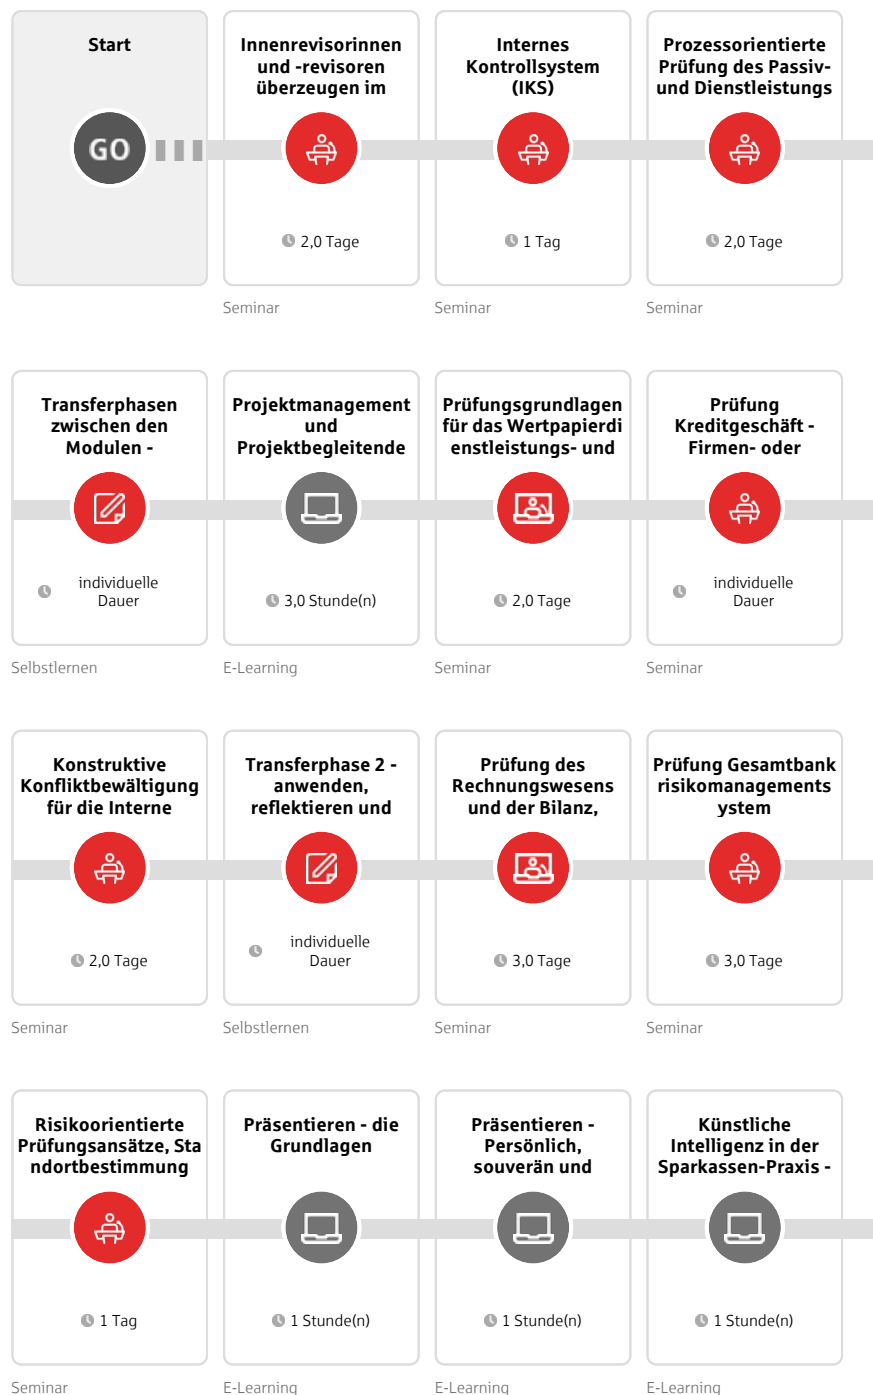 Start
GO
Innenrevisorinnen
und -revisoren
überzeugen im
2,0 Tage
Seminar
Internes
Kontrollsystem
(IKS)
1 Tag
Seminar
Prozessorientierte
Prüfung des Passiv-
und Dienstleistungs
2,0 Tage
Seminar
Transferphasen
zwischen den
Modulen -
individuelle
Dauer
Selbstlernen
Projektmanagement
und
Projektbegleitende
3,0 Stunde(n)
E-Learning
Prüfungsgrundlagen
für das Wertpapierdi
enstleistungs- und
2,0 Tage
Seminar
Prüfung
Kreditgeschäft -
Firmen- oder
individuelle
Dauer
Seminar
Konstruktive
Konfliktbewältigung
für die Interne
2,0 Tage
Seminar
Transferphase 2 -
anwenden,
reflektieren und
individuelle
Dauer
Selbstlernen
Prüfung des
Rechnungswesens
und der Bilanz,
3,0 Tage
Seminar
Prüfung Gesamtbank
risikomanagements
ystem
3,0 Tage
Seminar
Risikoorientierte
Prüfungsansätze, Sta
ndortbestimmung
1 Tag
Seminar
Präsentieren - die
Grundlagen
1 Stunde(n)
E-Learning
Präsentieren -
Persönlich,
souverän und
1 Stunde(n)
E-Learning
Künstliche
Intelligenz in der
Sparkassen-Praxis -
1 Stunde(n)
E-Learning